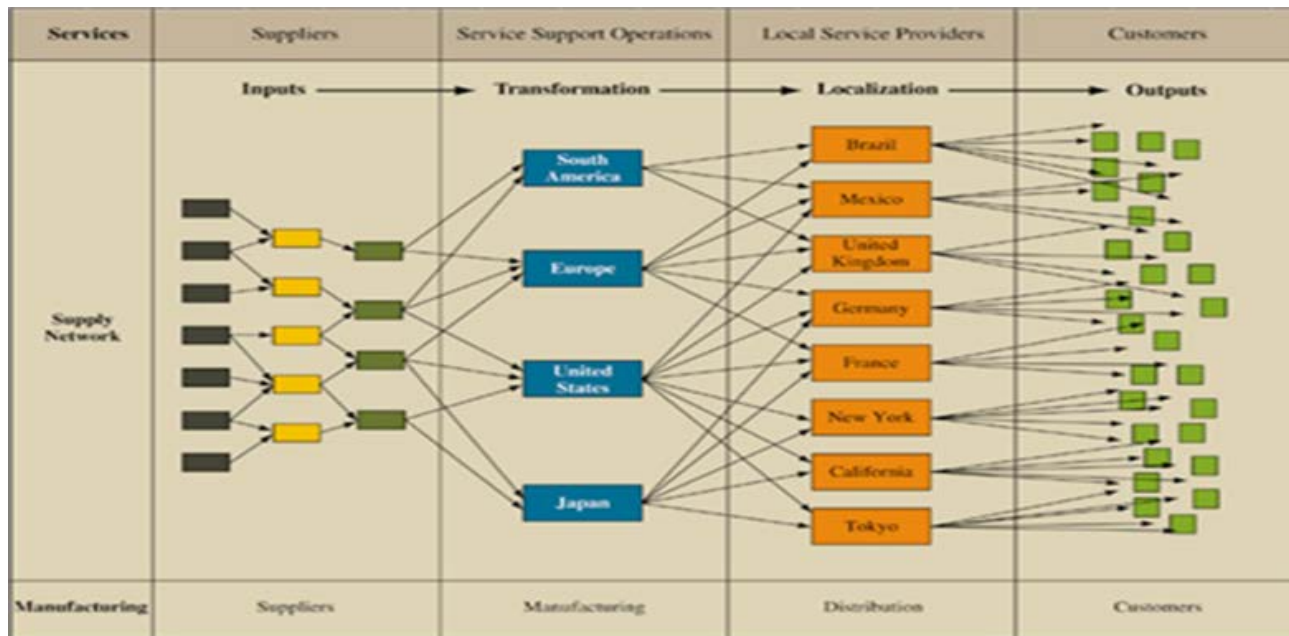 Services
Suppliers
Service Support Operations
Local Service Providers
Customers
Inputs
Transformation
Localization
Outputs
Supply
Network
South
America
Europe
United
States
Japan
Brazil
Mexico
United
Kingdom
Germany
France
New York
California
Tokyo
Manufacturing
Suppliers
Manufacturing
Distribution
Customers